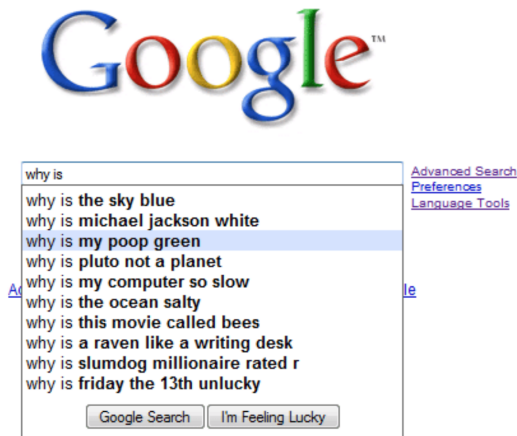 Google™
why is
Advanced Search
Preferences
Language Tools
why is the sky blue
why is michael jackson white
why is my poop green
why is pluto not a planet
why is my computer so slow
why is the ocean salty
why is this movie called bees
why is a raven like a writing desk
why is slumdog millionaire rated r
why is friday the 13th unlucky
Google Search I'm Feeling Lucky